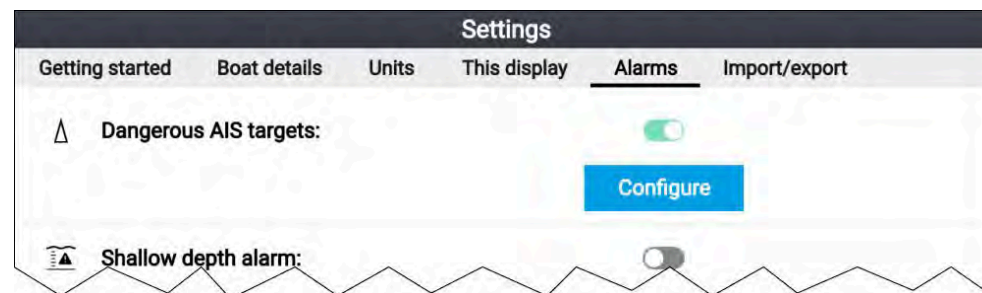 Settings
Getting started Boat details Units This display Alarms Import/export
Dangerous AIS targets:
Configure
Shallow depth alarm: